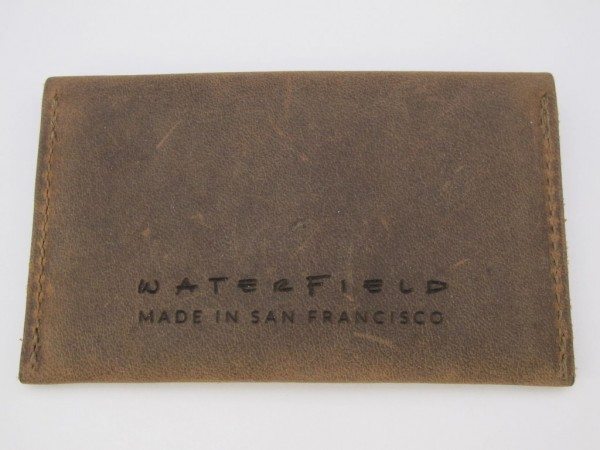 WATERFIELD
MADE IN SAN FRANCISCO